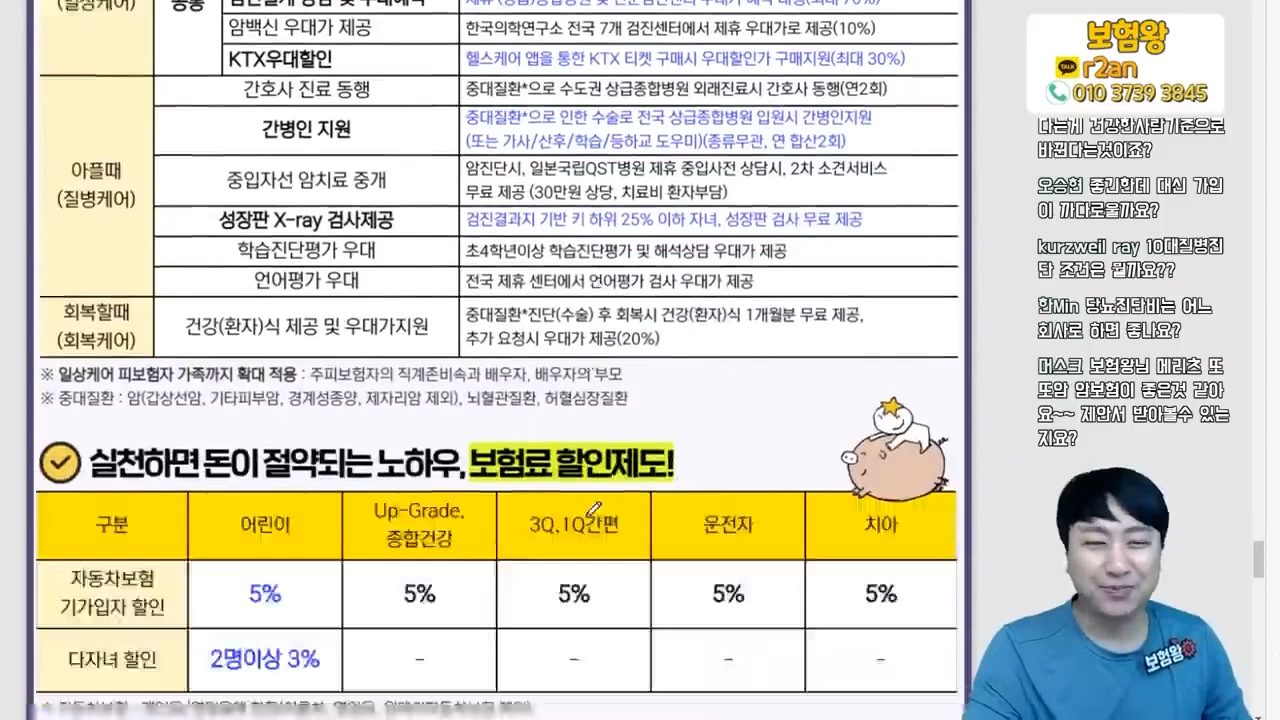 (일상케어)
공통
암백신 우대가 제공
한국의학연구소 전국 7개 검진센터에서 제휴 우대가로 제공(10%)
KTX우대할인
헬스케어 앱을 통한 KTX 티켓 구매시 우대할인가 구매지원(최대 30%)
아플때
(질병케어)
간호사 진료 동행
중대질환*으로 수도권 상급종합병원 외래진료시 간호사 동행(연2회)
간병인 지원
중대질환*으로 인한 수술로 전국 상급종합병원 입원시 간병인지원
(또는 가사/산후/학습/등하교 도우미)(종류무관, 연 합산2회)
중입자선 암치료 중개
암진단시, 일본국립QST병원 제휴 중입사전 상담시, 2차 소견서비스
무료 제공 (30만원 상당, 치료비 환자부담)
성장판 X-ray 검사제공
검진결과지 기반 키 하위 25% 이하 자녀, 성장판 검사 무료 제공
학습진단평가 우대
초4학년이상 학습진단평가 및 해석상담 우대가 제공
언어평가 우대
전국 제휴 센터에서 언어평가 검사 우대가 제공
회복할때
(회복케어)
건강(환자)식 제공 및 우대가지원
중대질환*진단(수술) 후 회복시 건강(환자)식 1개월분 무료 제공,
추가 요청시 우대가 제공(20%)
※ 일상케어 피보험자 가족까지 확대 적용 : 주피보험자의 직계존비속과 배우자, 배우자의 부모
※ 중대질환 : 암(갑상선암, 기타피부암, 경계성종양, 제자리암 제외), 뇌혈관질환, 허혈심장질환
실천하면 돈이 절약되는 노하우, 보험료 할인제도!
구분 어린이 Up-Grade, 종합건강 3Q,1Q간편 운전자 치아
자동차보험 기가입자 할인 5% 5% 5% 5% 5%
다자녀 할인 2명이상 3% - - - -
보험왕
TALK r2an
010 3739 3845
다는게 건강한사람기준으로
바뀐다는것이죠?
오승현 좋긴한데 대신 가입
이 까다로울까요?
kurzweil ray 10대질병진
단 조건은 뭘까요??
한Min 당뇨진단비는 어느
회사로 하면 좋나요?
머스크 보험왕님 메리츠 또
또암 암보험이 좋은것 같아
요~~ 제안서 받아볼수 있는
지요?
보험왕